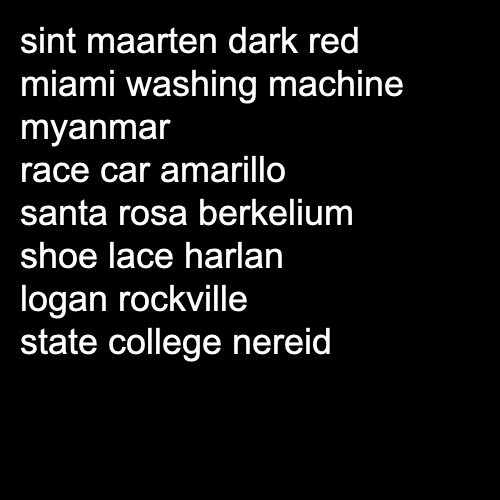 sint maarten dark red
miami washing machine
myanmar
race car amarillo
santa rosa berkelium
shoe lace harlan
logan rockville
state college nereid